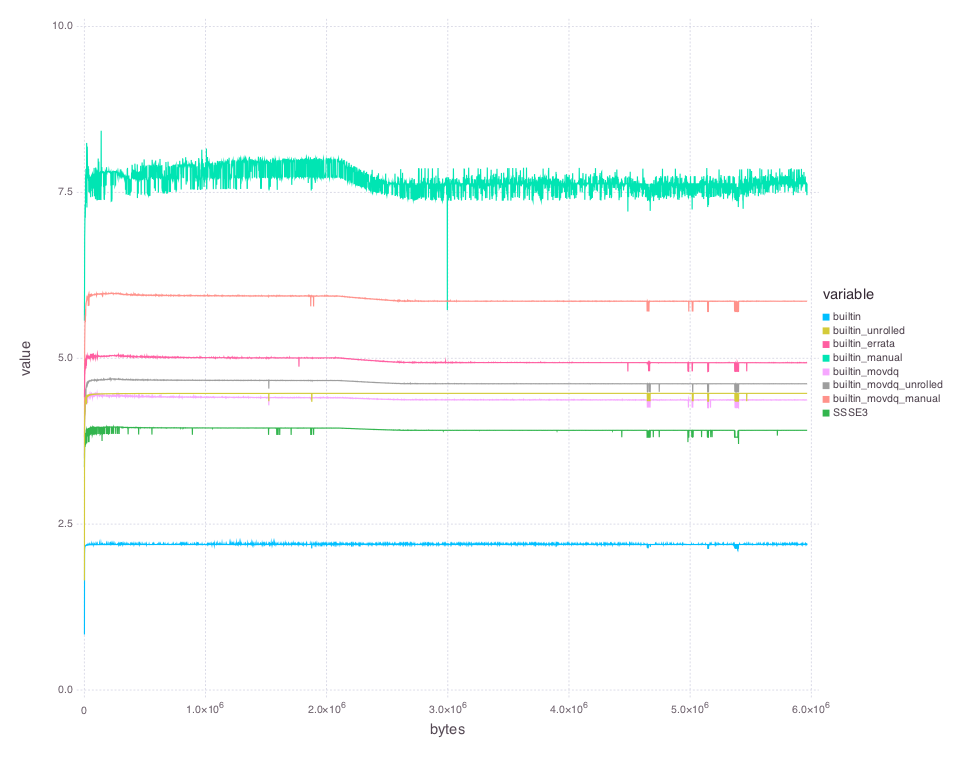 10.0
7.5
5.0
2.5
0.0
value
0
1.0×10⁶
2.0×10⁶
3.0×10⁶
4.0×10⁶
5.0×10⁶
6.0×10⁶
bytes
variable
builtin
builtin_unrolled
builtin_errata
builtin_manual
builtin_movdq
builtin_movdq_unrolled
builtin_movdq_manual
SSSE3